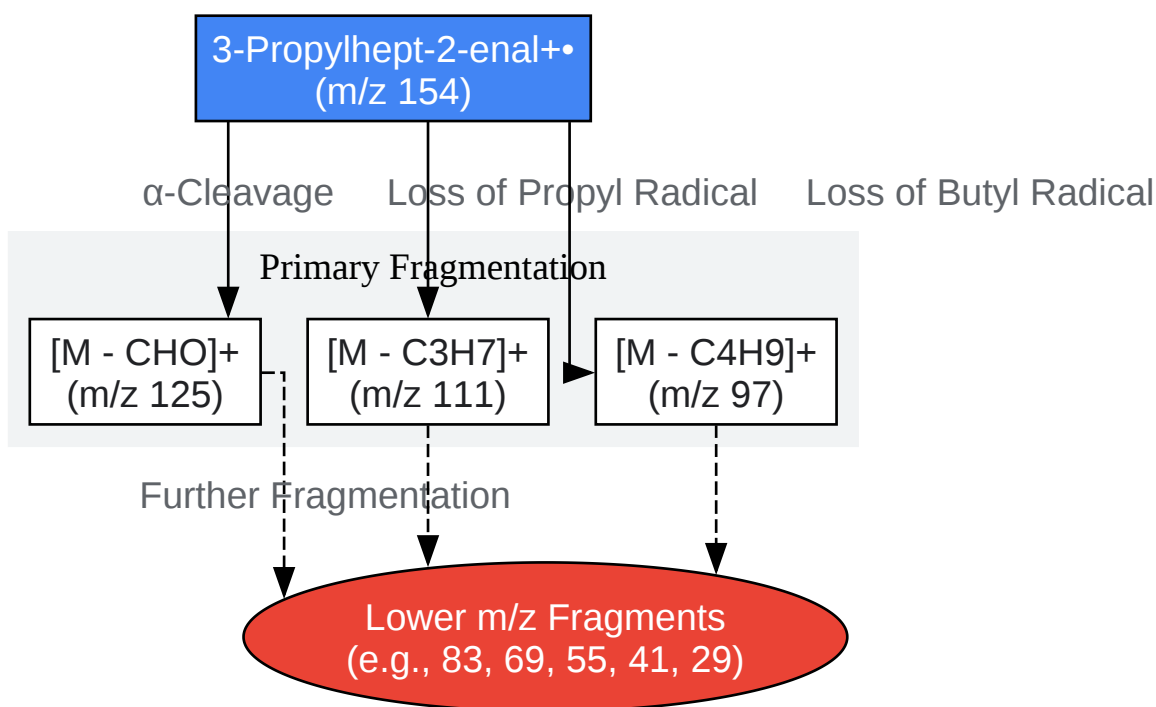 3-Propylhept-2-enal+•
(m/z 154)
α-Cleavage
Loss of Propyl Radical
Loss of Butyl Radical
Primary Fragmentation
[M - CHO]+
(m/z 125)
[M - C3H7]+
(m/z 111)
[M - C4H9]+
(m/z 97)
Further Fragmentation
Lower m/z Fragments
(e.g., 83, 69, 55, 41, 29)